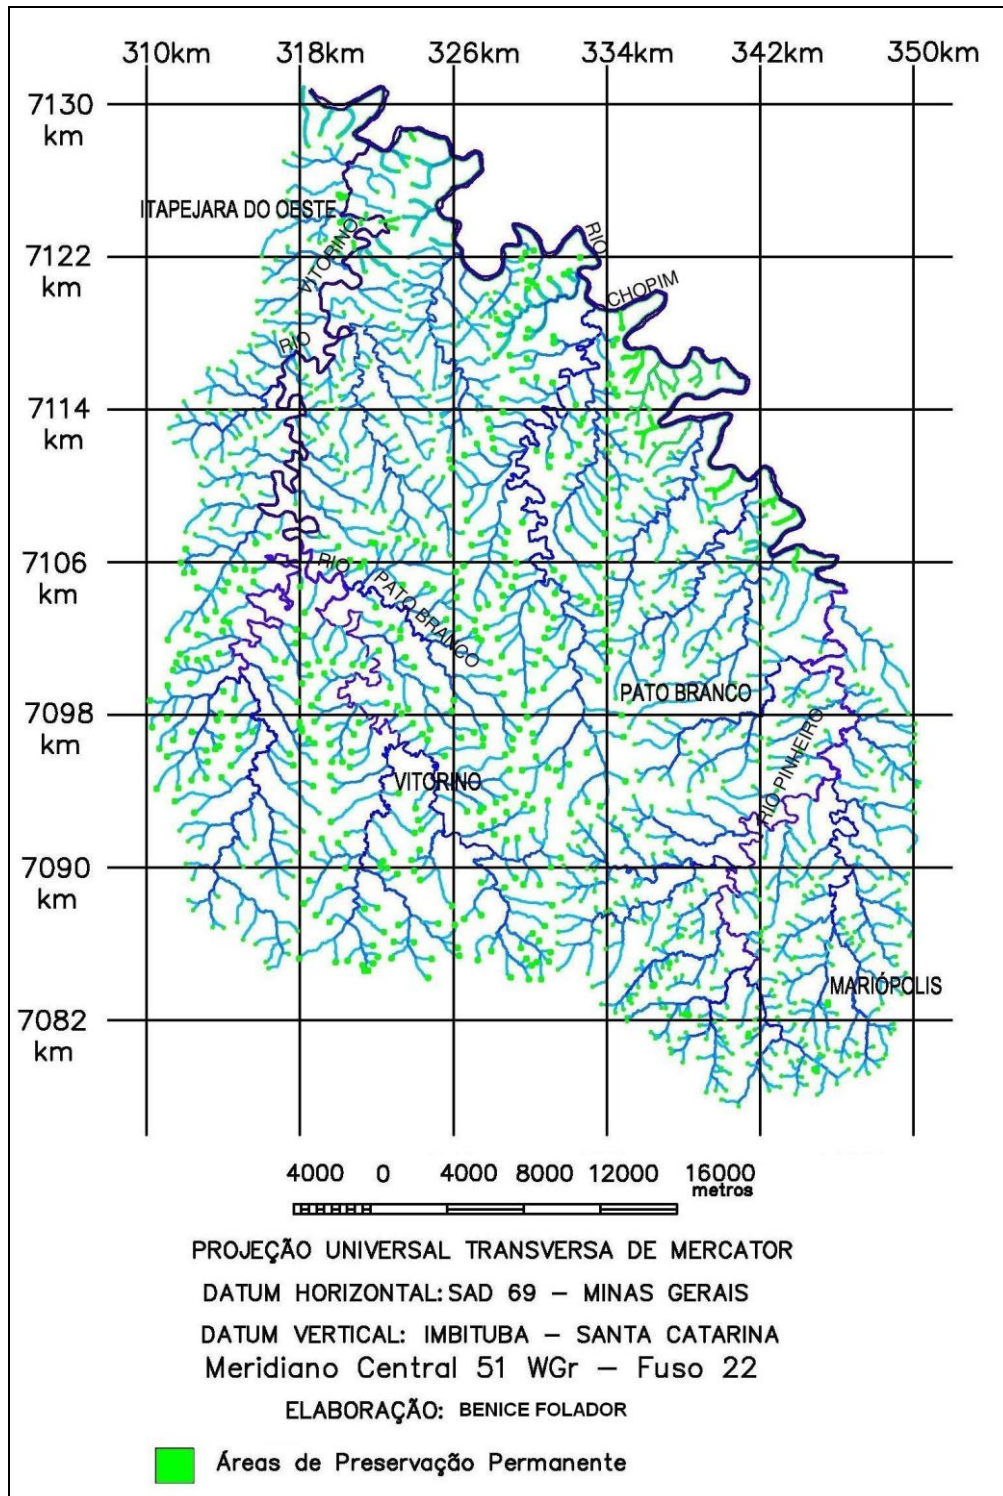 310km 318km 326km 334km 342km 350km
7130
km
ITAPEJARA DO OESTE
VITORINO
RIO
7122
km
CHOPIM
RIO
7114
km
7106
km
RIO PATO BRANCO
PATO BRANCO
7098
km
RIO PINHEIRO
VITORINO
7090
km
MARIÓPOLIS
7082
km
4000 0 4000 8000 12000 16000
metros
PROJEÇÃO UNIVERSAL TRANSVERSA DE MERCATOR
DATUM HORIZONTAL: SAD 69 – MINAS GERAIS
DATUM VERTICAL: IMBITUBA – SANTA CATARINA
Meridiano Central 51 WGr – Fuso 22
ELABORAÇÃO: BENICE FOLADOR
Áreas de Preservação Permanente